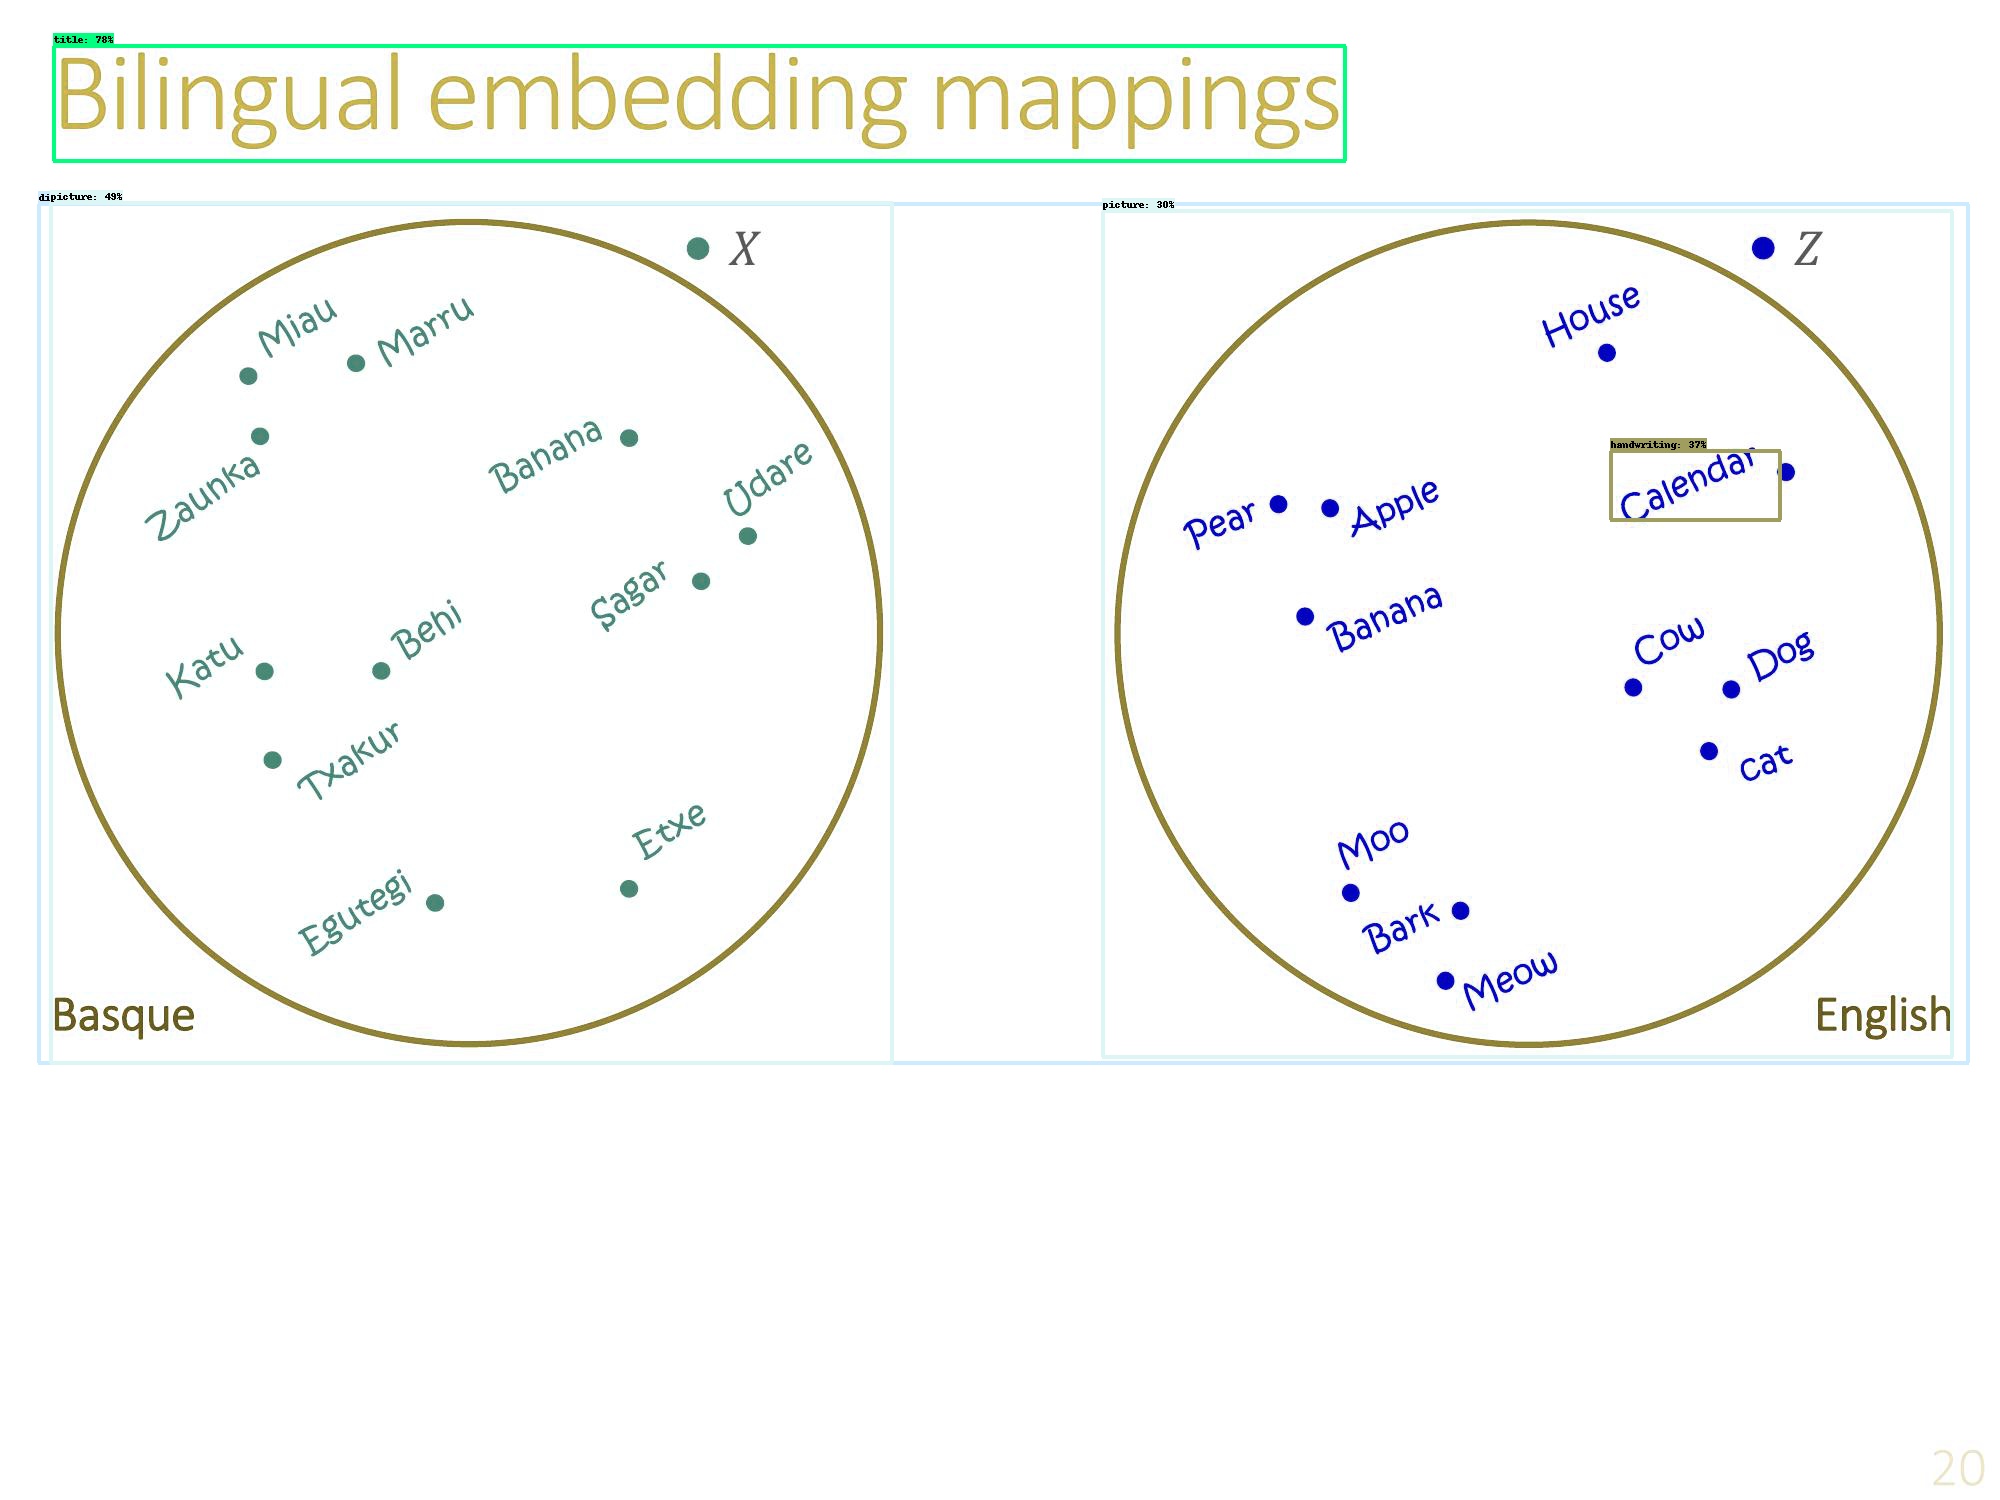 title: 78%
Bilingual embedding mappings
dipicture: 49%
X
Miau
Marru
Zaunka
Banana
Udare
Sagar
Katu
Behi
Txakur
Etxe
Egutegi
Basque
picture: 30%
Z
House
handwriting: 37%
Calendar
Pear
Apple
Banana
Cow
Dog
cat
Moo
Bark
Meow
English
20